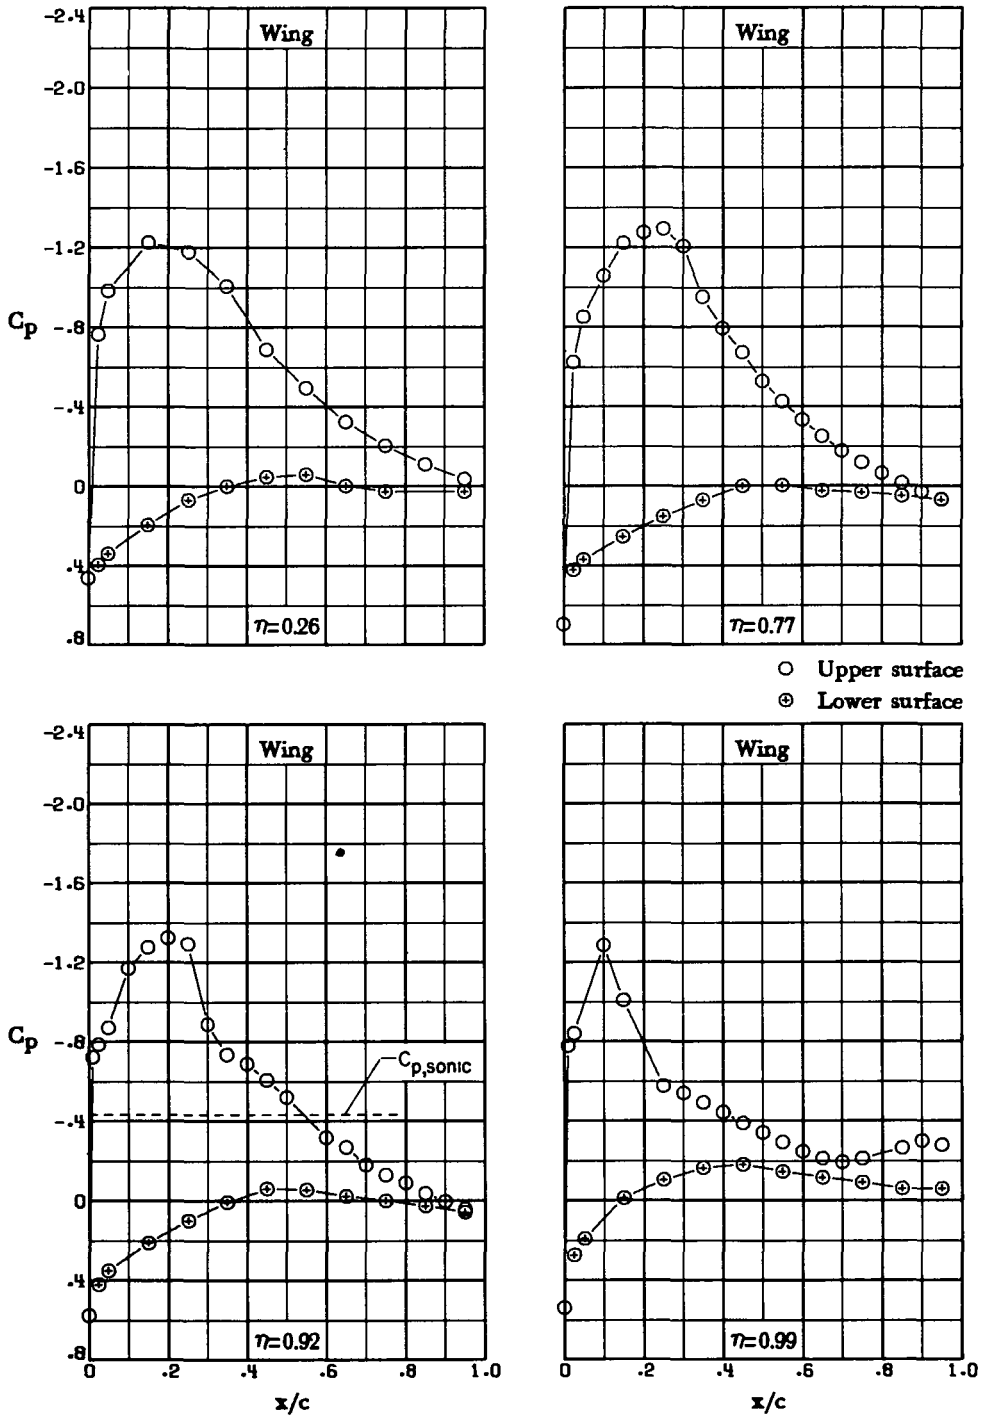 -2.4
Wing
-2.0
-1.6
-1.2
Cp
-.8
-.4
0
.4
.8
η=0.26
Wing
η=0.77
Upper surface
Lower surface
-2.4
Wing
-2.0
-1.6
-1.2
Cp
-.8
Cp,sonic
-.4
0
.4
.8
η=0.92
0 .2 .4 .6 .8 1.0
x/c
Wing
η=0.99
0 .2 .4 .6 .8 1.0
x/c